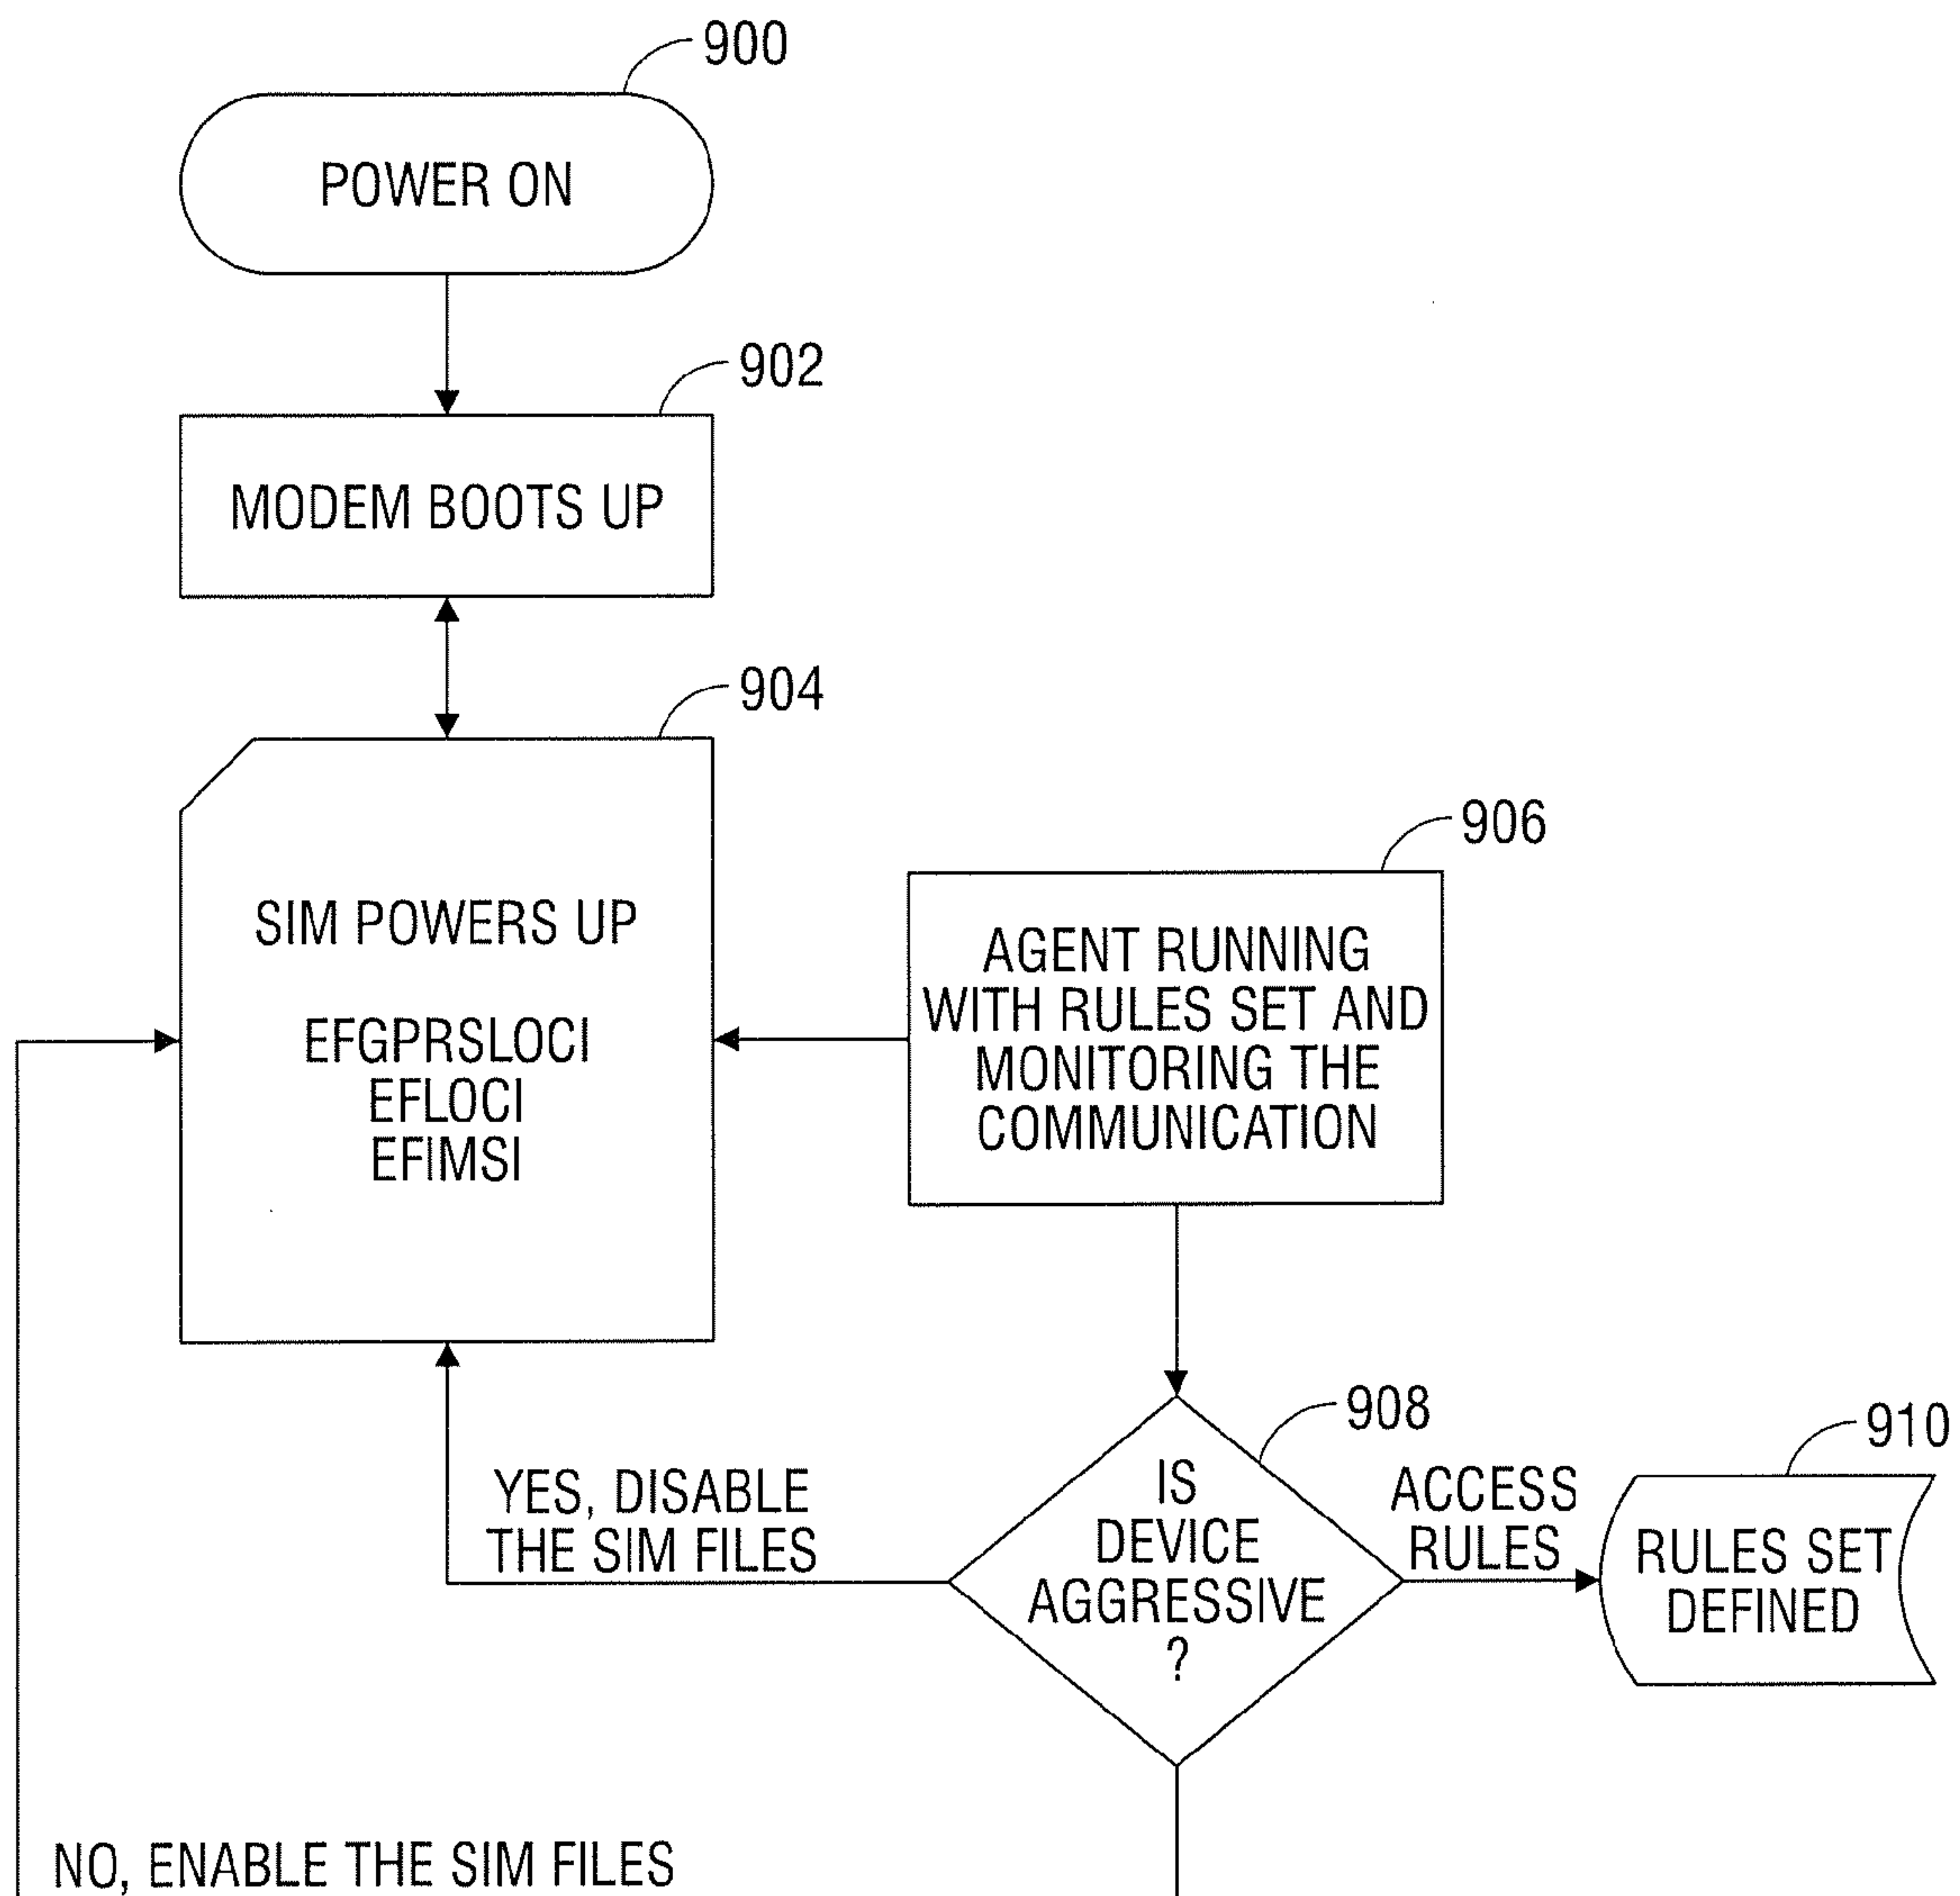 900
POWER ON
902
MODEM BOOTS UP
904
SIM POWERS UP
EFGPRSLOCI
EFLOCI
EFIMSI
906
AGENT RUNNING
WITH RULES SET AND
MONITORING THE
COMMUNICATION
908
IS
DEVICE
AGGRESSIVE
?
YES, DISABLE
THE SIM FILES
ACCESS
RULES
910
RULES SET
DEFINED
NO, ENABLE THE SIM FILES